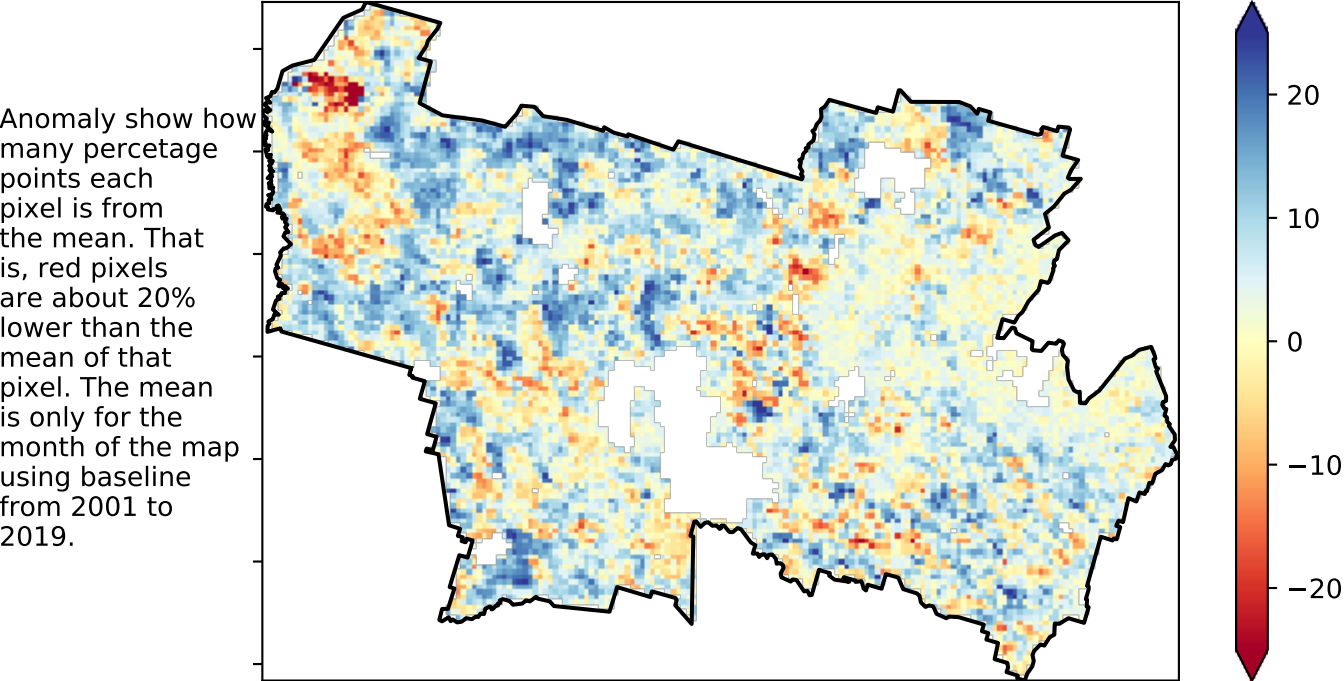 Anomaly show how
many percetage
points each
pixel is from
the mean. That
is, red pixels
are about 20%
lower than the
mean of that
pixel. The mean
is only for the
month of the map
using baseline
from 2001 to
2019.
20
10
0
−10
−20